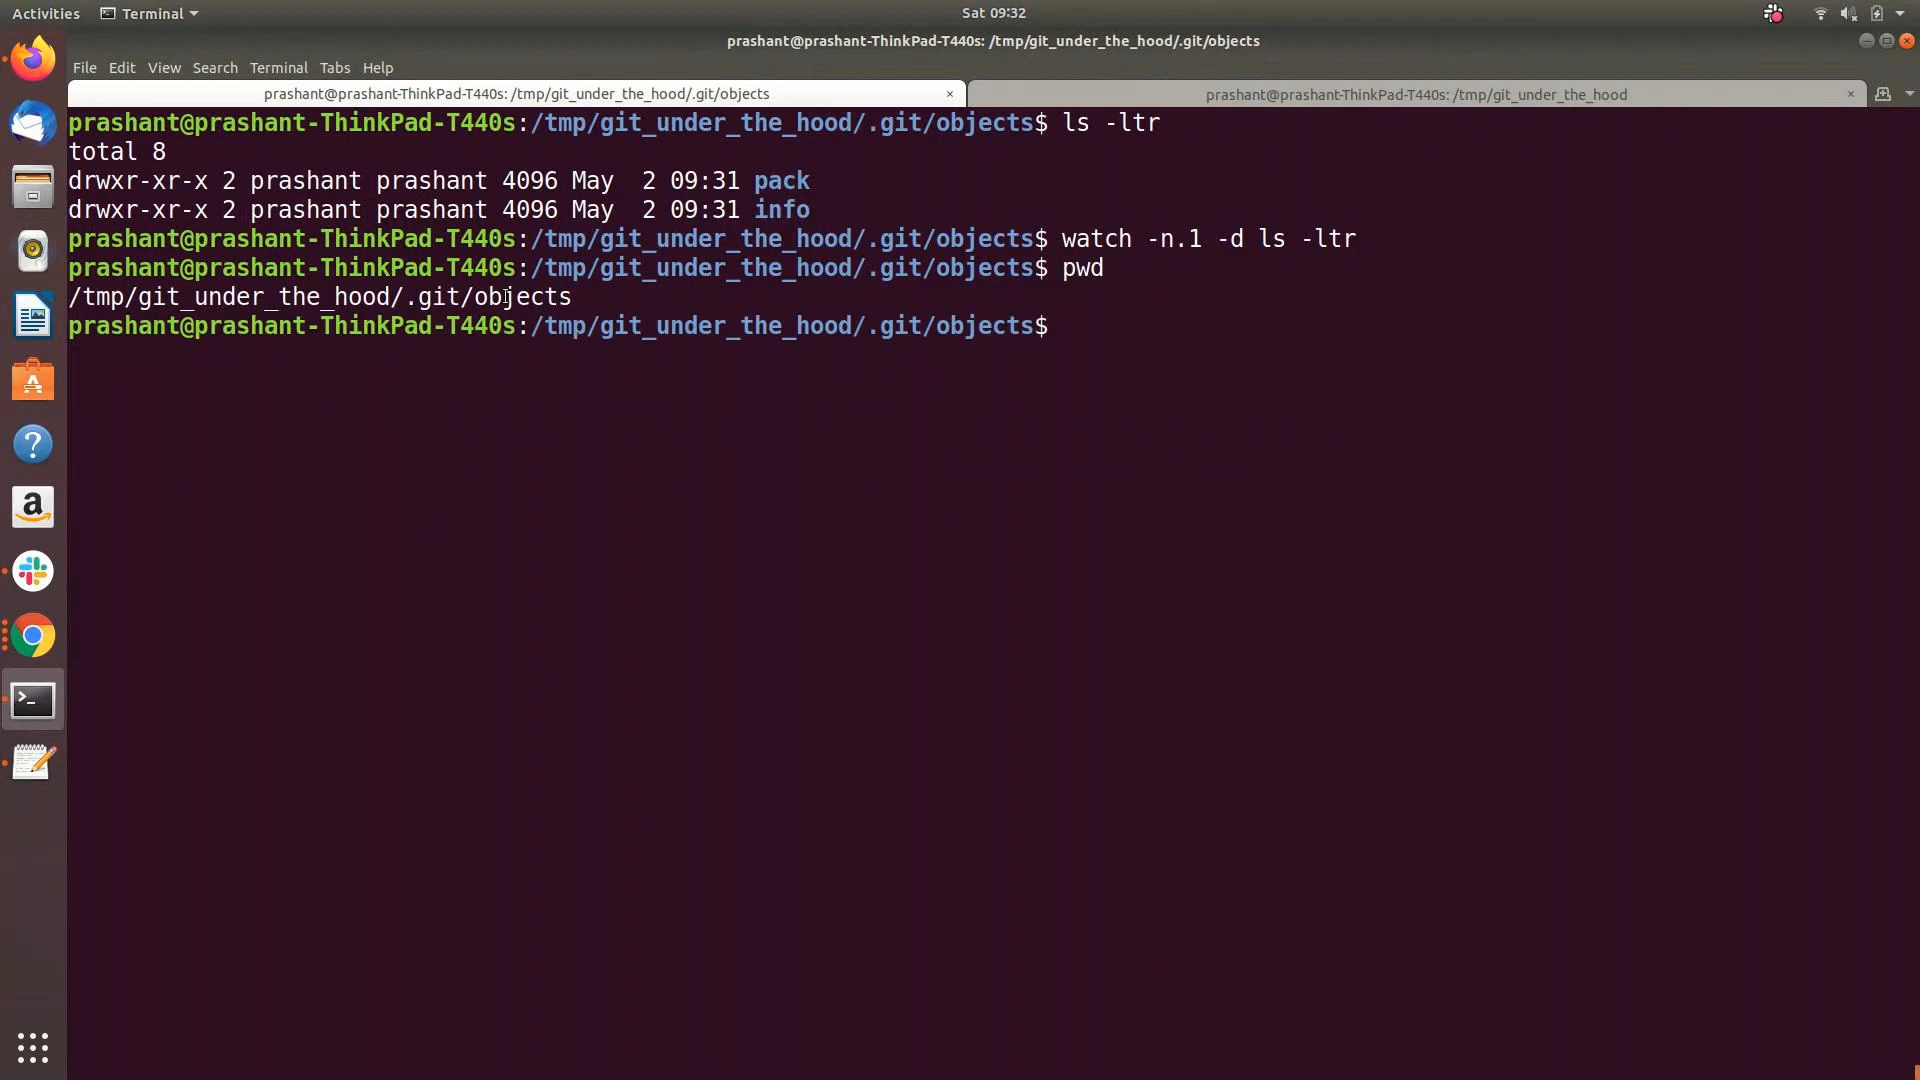 Activities Terminal Sat 09:32
prashant@prashant-ThinkPad-T440s: /tmp/git_under_the_hood/.git/objects
File Edit View Search Terminal Tabs Help
prashant@prashant-ThinkPad-T440s: /tmp/git_under_the_hood/.git/objects × prashant@prashant-ThinkPad-T440s: /tmp/git_under_the_hood ×
prashant@prashant-ThinkPad-T440s:/tmp/git_under_the_hood/.git/objects$ ls -ltr
total 8
drwxr-xr-x 2 prashant prashant 4096 May  2 09:31 pack
drwxr-xr-x 2 prashant prashant 4096 May  2 09:31 info
prashant@prashant-ThinkPad-T440s:/tmp/git_under_the_hood/.git/objects$ watch -n.1 -d ls -ltr
prashant@prashant-ThinkPad-T440s:/tmp/git_under_the_hood/.git/objects$ pwd
/tmp/git_under_the_hood/.git/objects
prashant@prashant-ThinkPad-T440s:/tmp/git_under_the_hood/.git/objects$